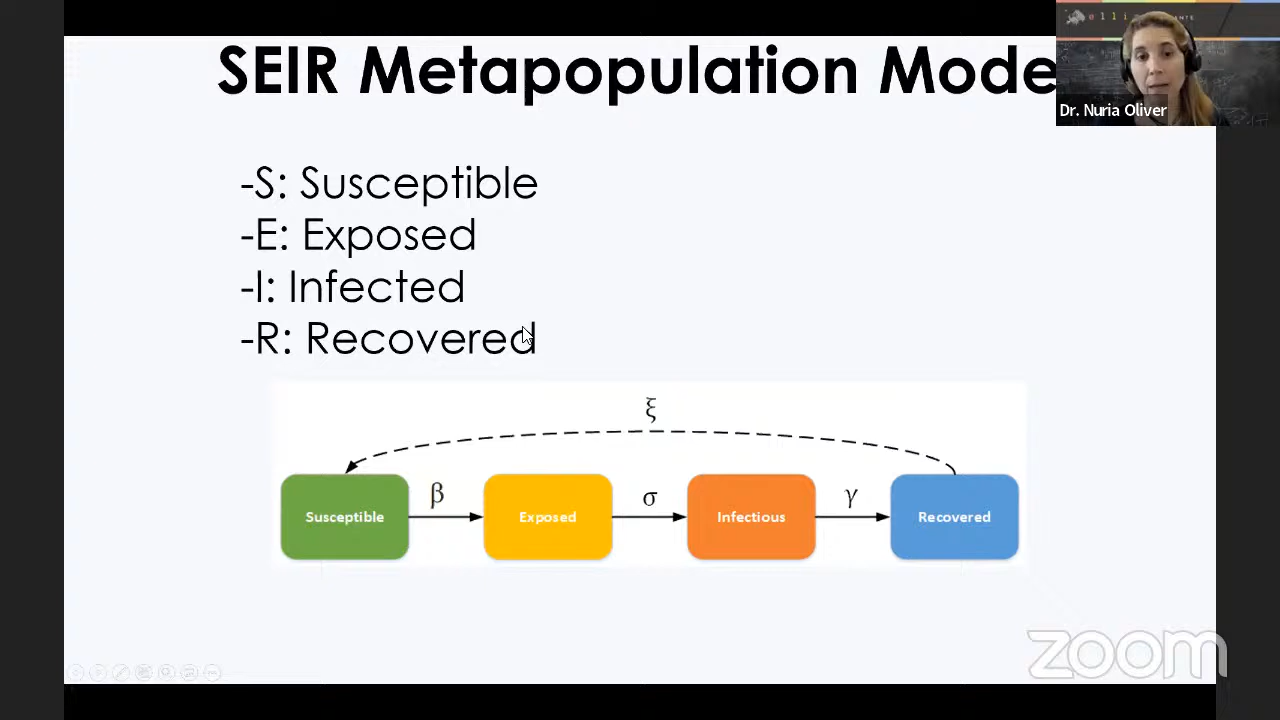 SEIR Metapopulation Mode
Dr. Nuria Oliver
-S: Susceptible
-E: Exposed
-I: Infected
-R: Recovered
ξ
β
σ
γ
Susceptible
Exposed
Infectious
Recovered
zoom